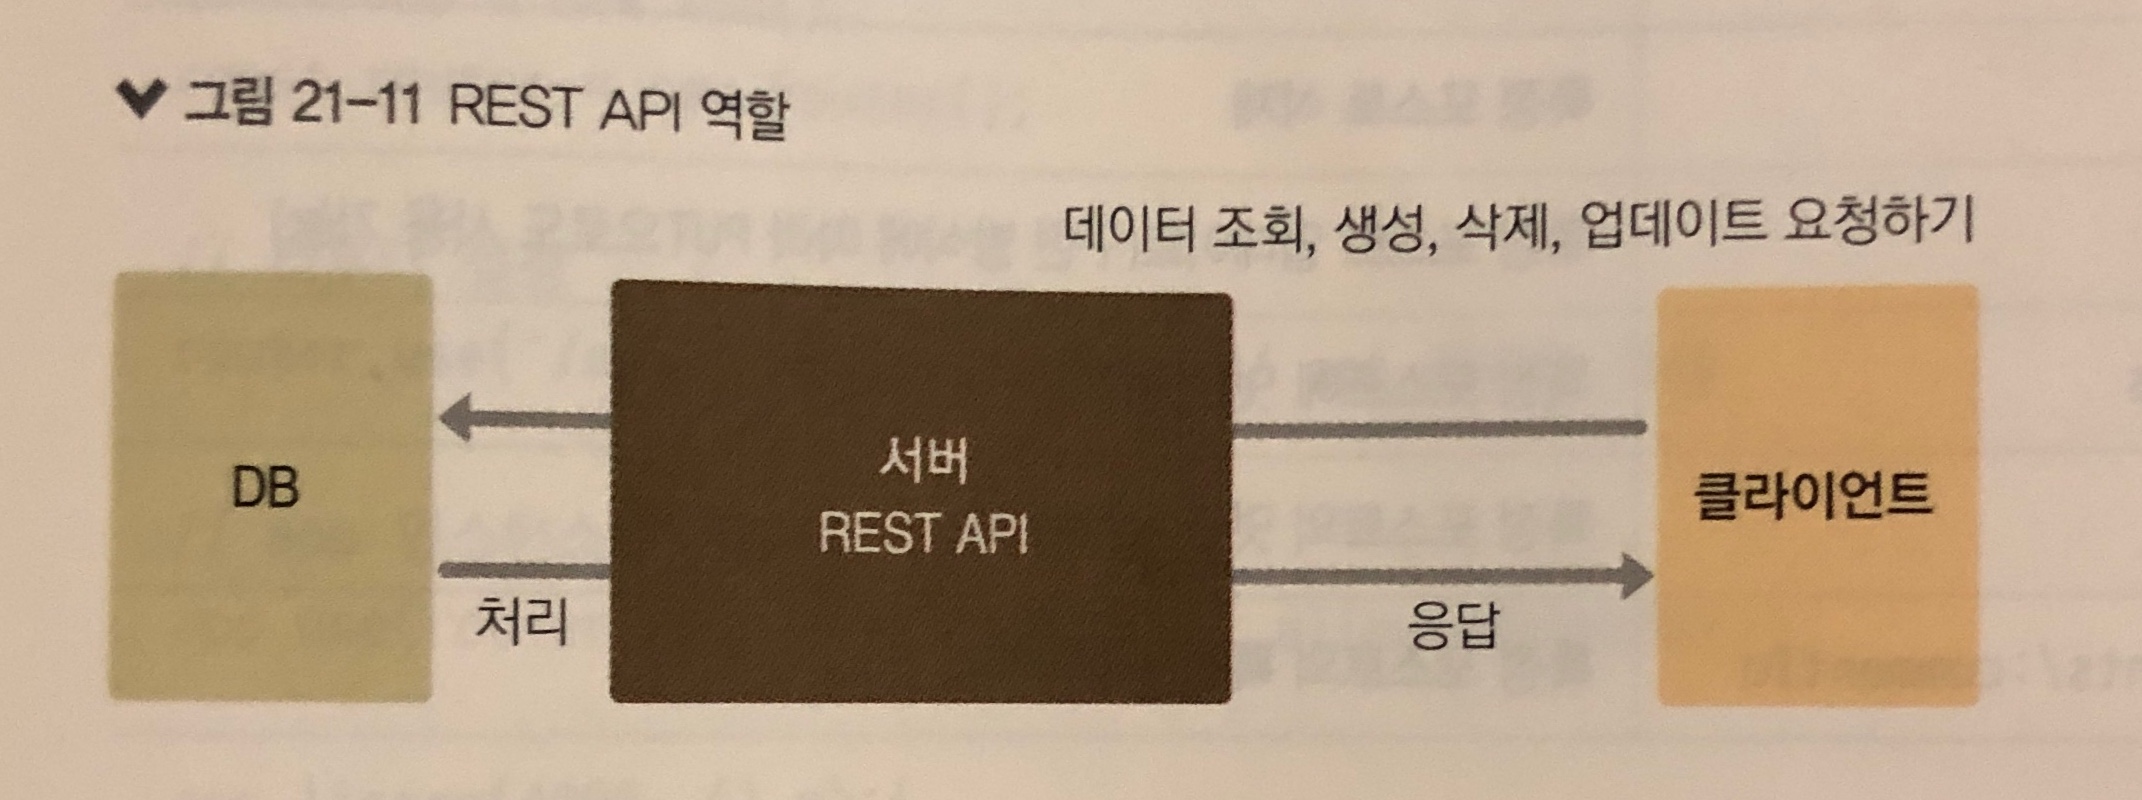 그림 21-11 REST API 역할
데이터 조회, 생성, 삭제, 업데이트 요청하기
DB
서버
REST API
클라이언트
처리
응답